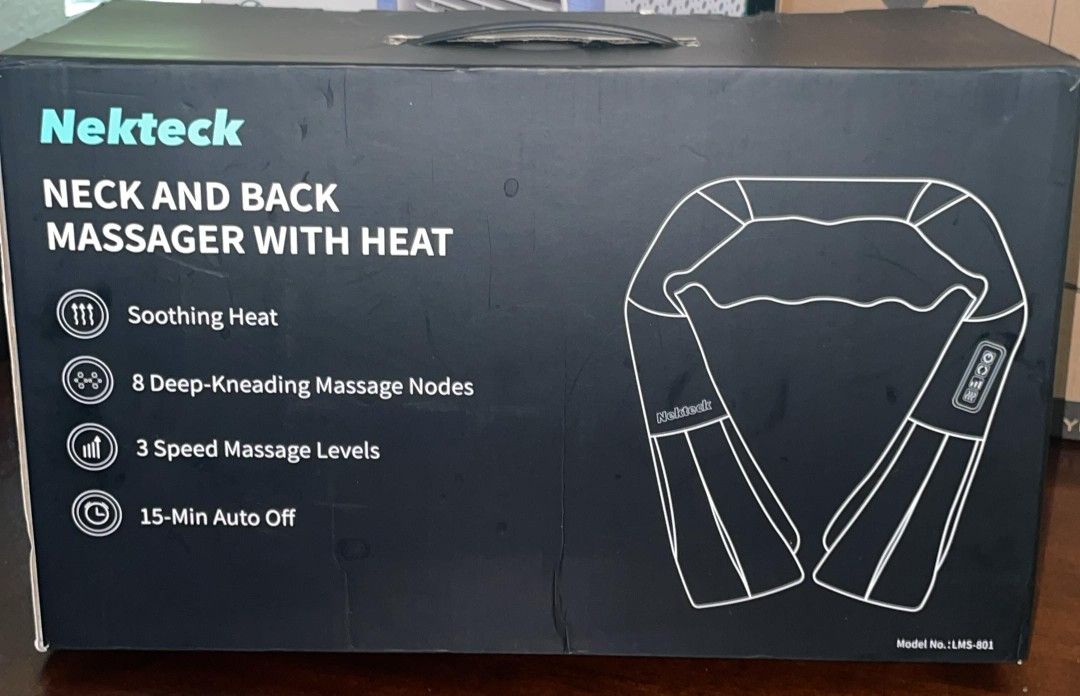 Nekteck
NECK AND BACK
MASSAGER WITH HEAT
Soothing Heat
8 Deep-Kneading Massage Nodes
3 Speed Massage Levels
15-Min Auto Off
Nekteck
Model No.:LMS-801